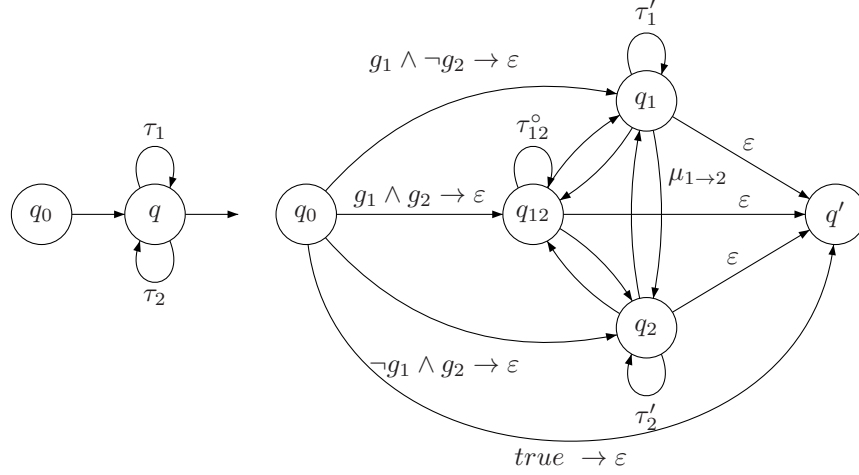 τ′₁
g₁ ∧ ¬g₂ → ε
q₁
τ₁
τ°₁₂
ε
μ₁→₂
q₀
q
q₀
g₁ ∧ g₂ → ε
q₁₂
ε
q′
ε
τ₂
q₂
¬g₁ ∧ g₂ → ε
τ′₂
true → ε